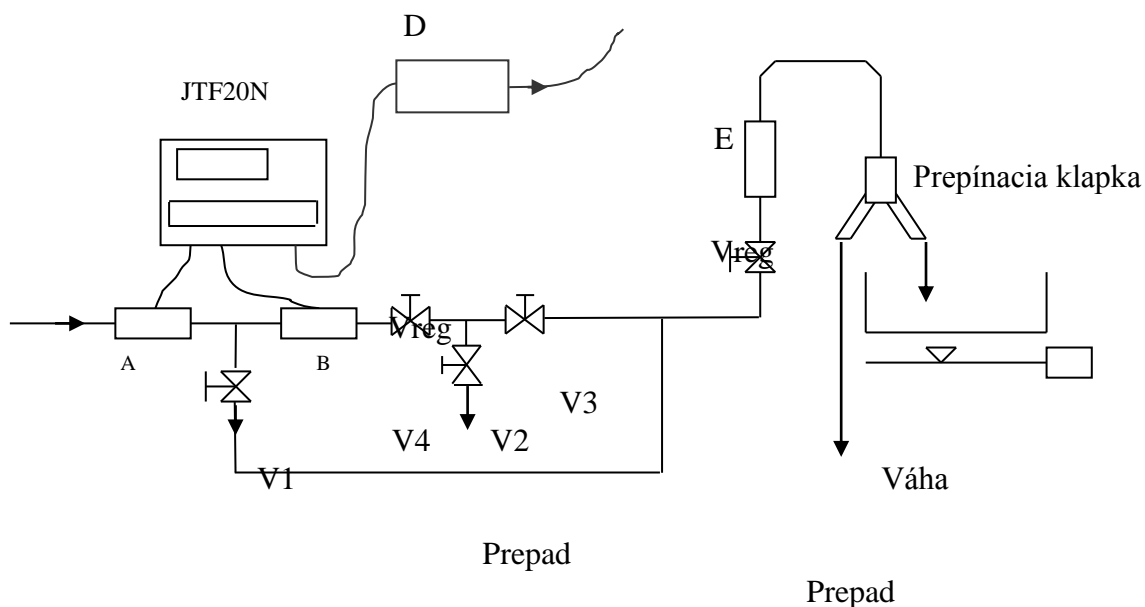 D
JTF20N
E
Prepínacia klapka
Vreg
Vreg
A
B
V3
V4
V2
V1
Váha
Prepad
Prepad